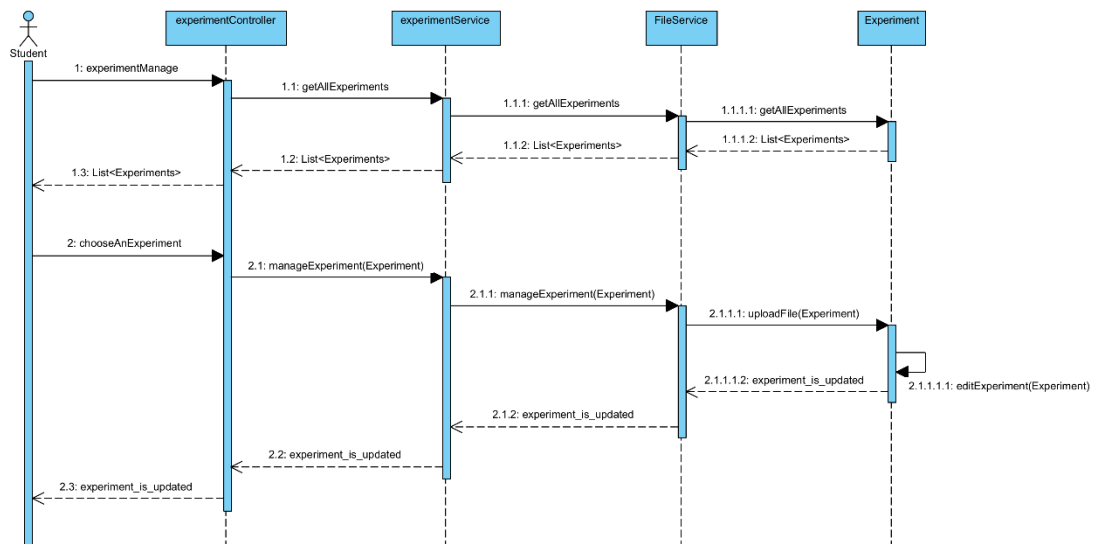 experimentController
experimentService
FileService
Experiment
Student
1: experimentManage
1.1: getAllExperiments
1.1.1: getAllExperiments
1.1.1.1: getAllExperiments
1.1.1.2: List<Experiments>
1.1.2: List<Experiments>
1.2: List<Experiments>
1.3: List<Experiments>
2: chooseAnExperiment
2.1: manageExperiment(Experiment)
2.1.1: manageExperiment(Experiment)
2.1.1.1: uploadFile(Experiment)
2.1.1.1.1: editExperiment(Experiment)
2.1.1.1.2: experiment_is_updated
2.1.2: experiment_is_updated
2.2: experiment_is_updated
2.3: experiment_is_updated